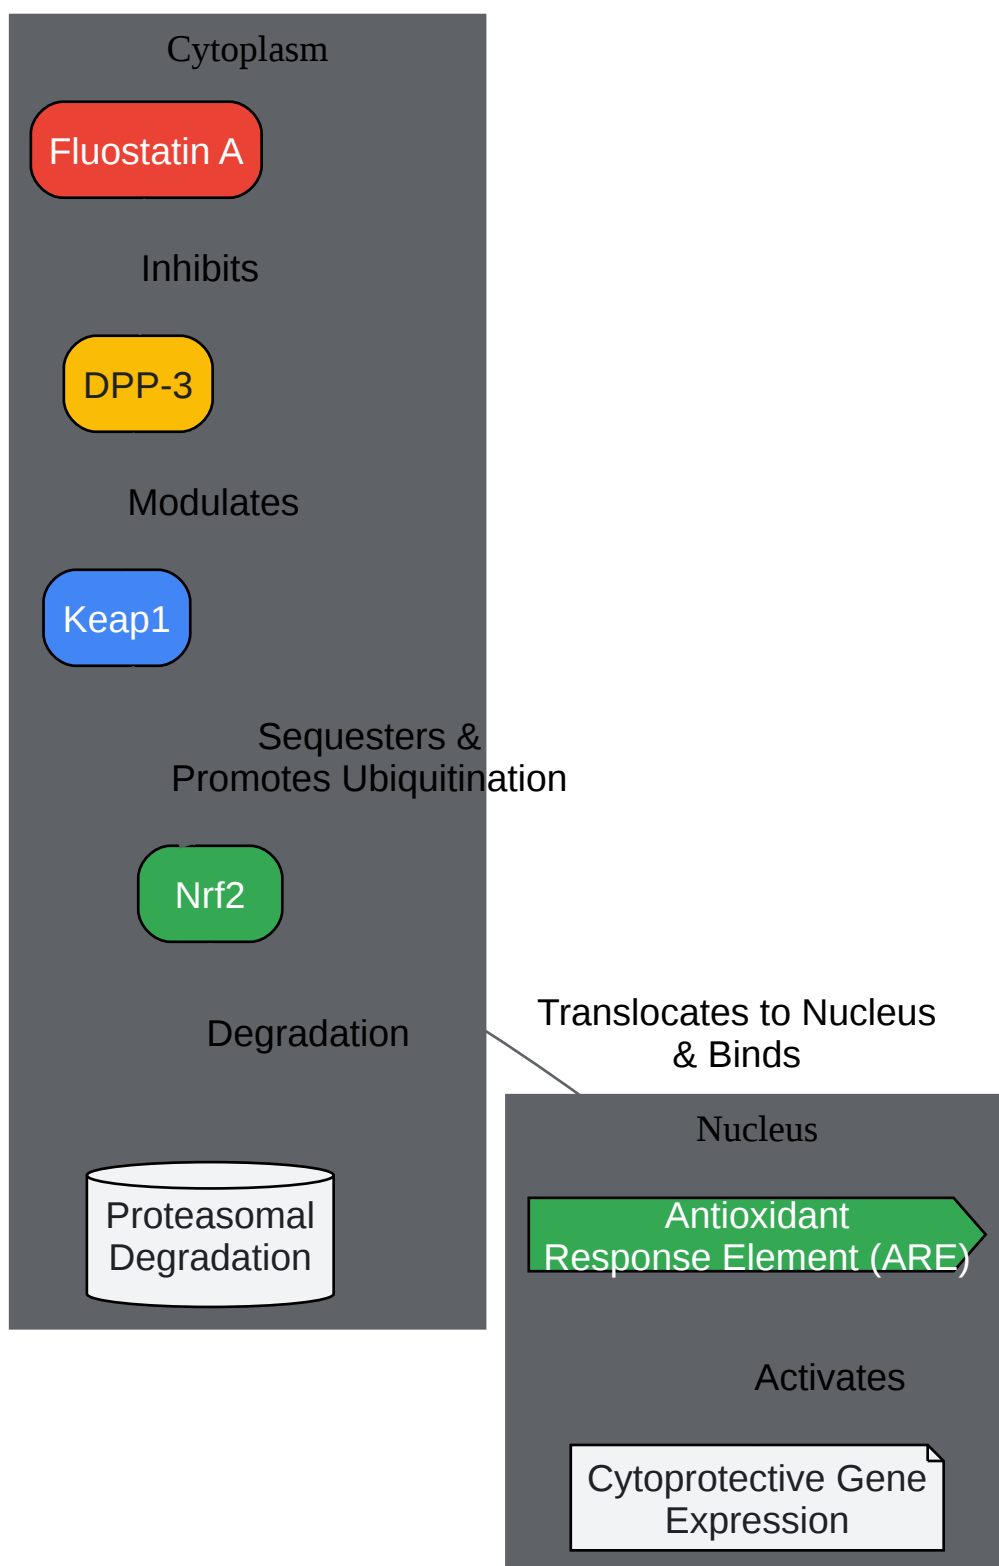 Cytoplasm
Fluostatin A
Inhibits
DPP-3
Modulates
Keap1
Sequesters &
Promotes Ubiquitination
Nrf2
Degradation
Translocates to Nucleus
& Binds
Nucleus
Proteasomal
Degradation
Antioxidant
Response Element (ARE)
Activates
Cytoprotective Gene
Expression